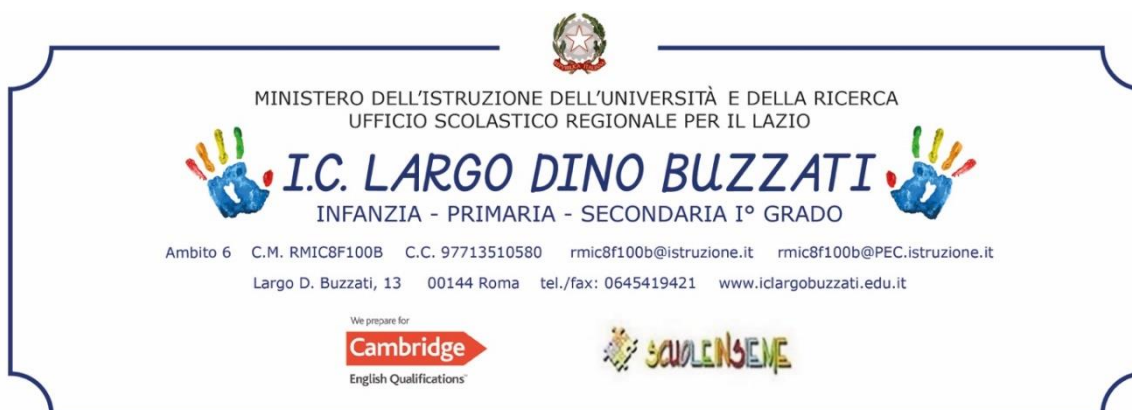 MINISTERO DELL'ISTRUZIONE DELL'UNIVERSITÀ E DELLA RICERCA
UFFICIO SCOLASTICO REGIONALE PER IL LAZIO
I.C. LARGO DINO BUZZATI
INFANZIA - PRIMARIA - SECONDARIA I° GRADO
Ambito 6 C.M. RMIC8F100B C.C. 97713510580 rmic8f100b@istruzione.it rmic8f100b@PEC.istruzione.it
Largo D. Buzzati, 13 00144 Roma tel./fax: 0645419421 www.iclargobuzzati.edu.it
We prepare for
Cambridge
English Qualifications
SCUOLENSIEME